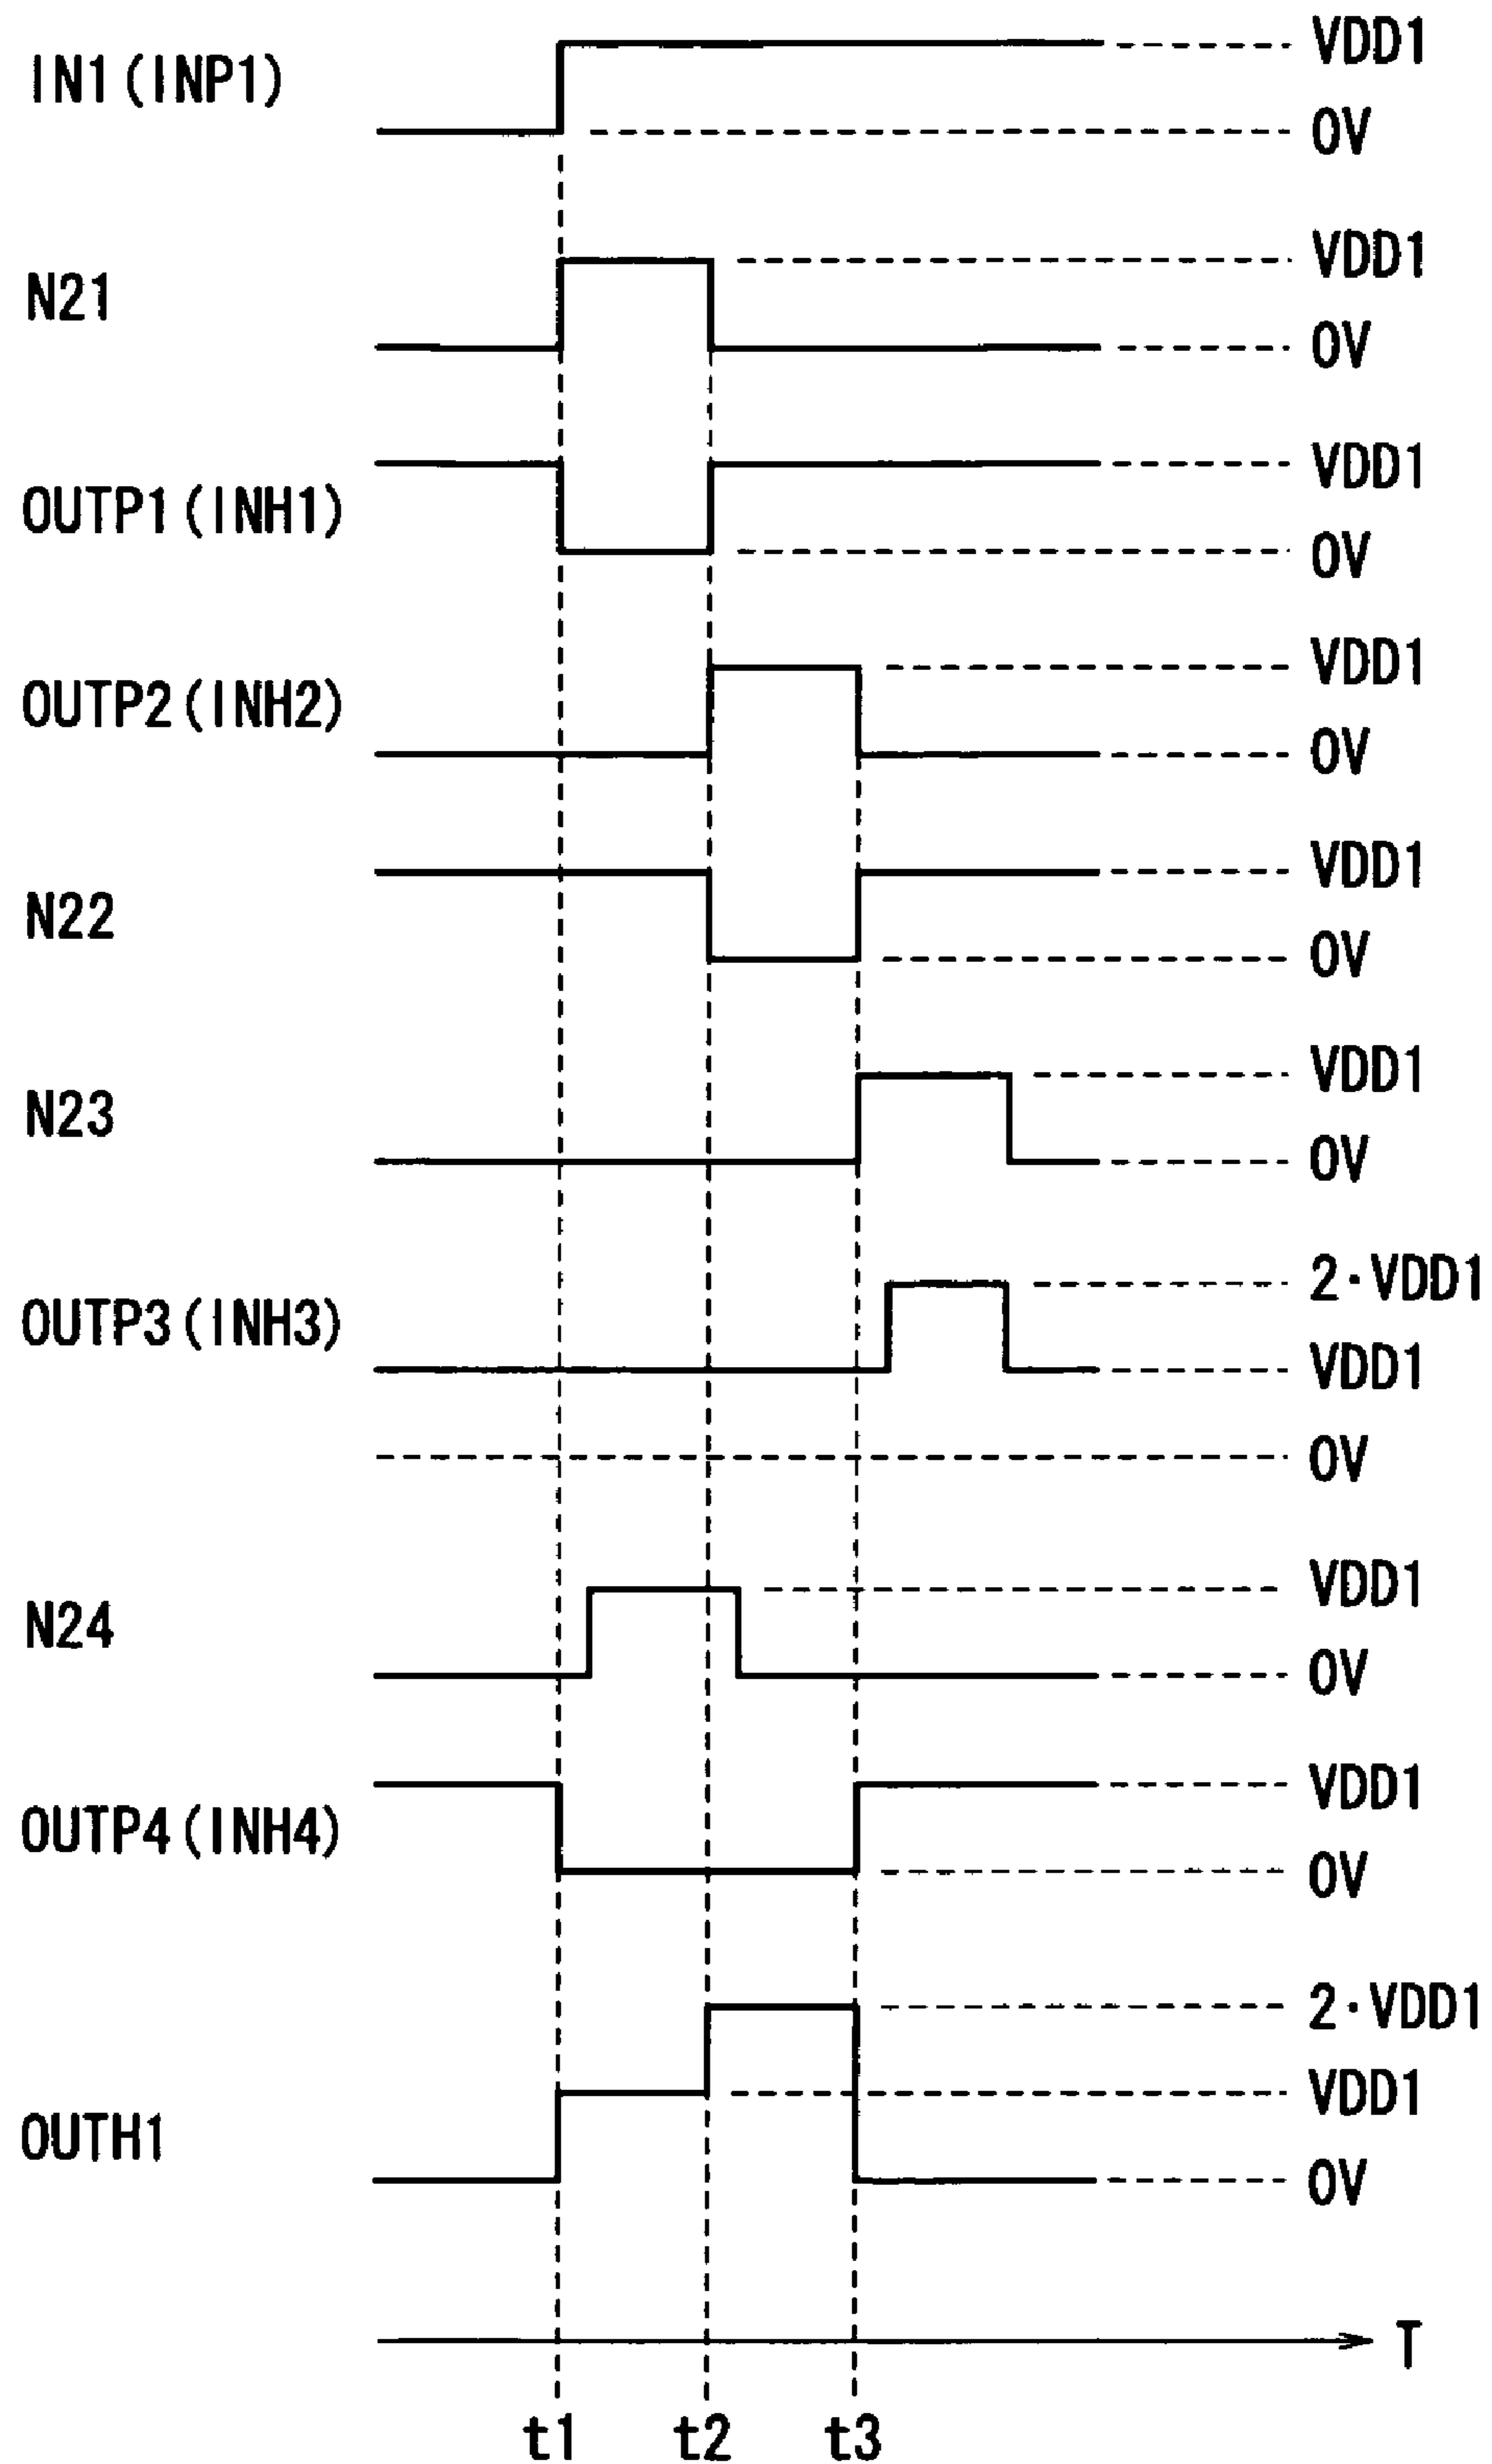 IN1(INP1)
VDD1
0V
N21
VDD1
0V
OUTP1(INH1)
VDD1
0V
OUTP2(INH2)
VDD1
0V
N22
VDD1
0V
N23
VDD1
0V
OUTP3(INH3)
2·VDD1
VDD1
0V
N24
VDD1
0V
OUTP4(INH4)
VDD1
0V
OUTH1
2·VDD1
VDD1
0V
T
t1 t2 t3